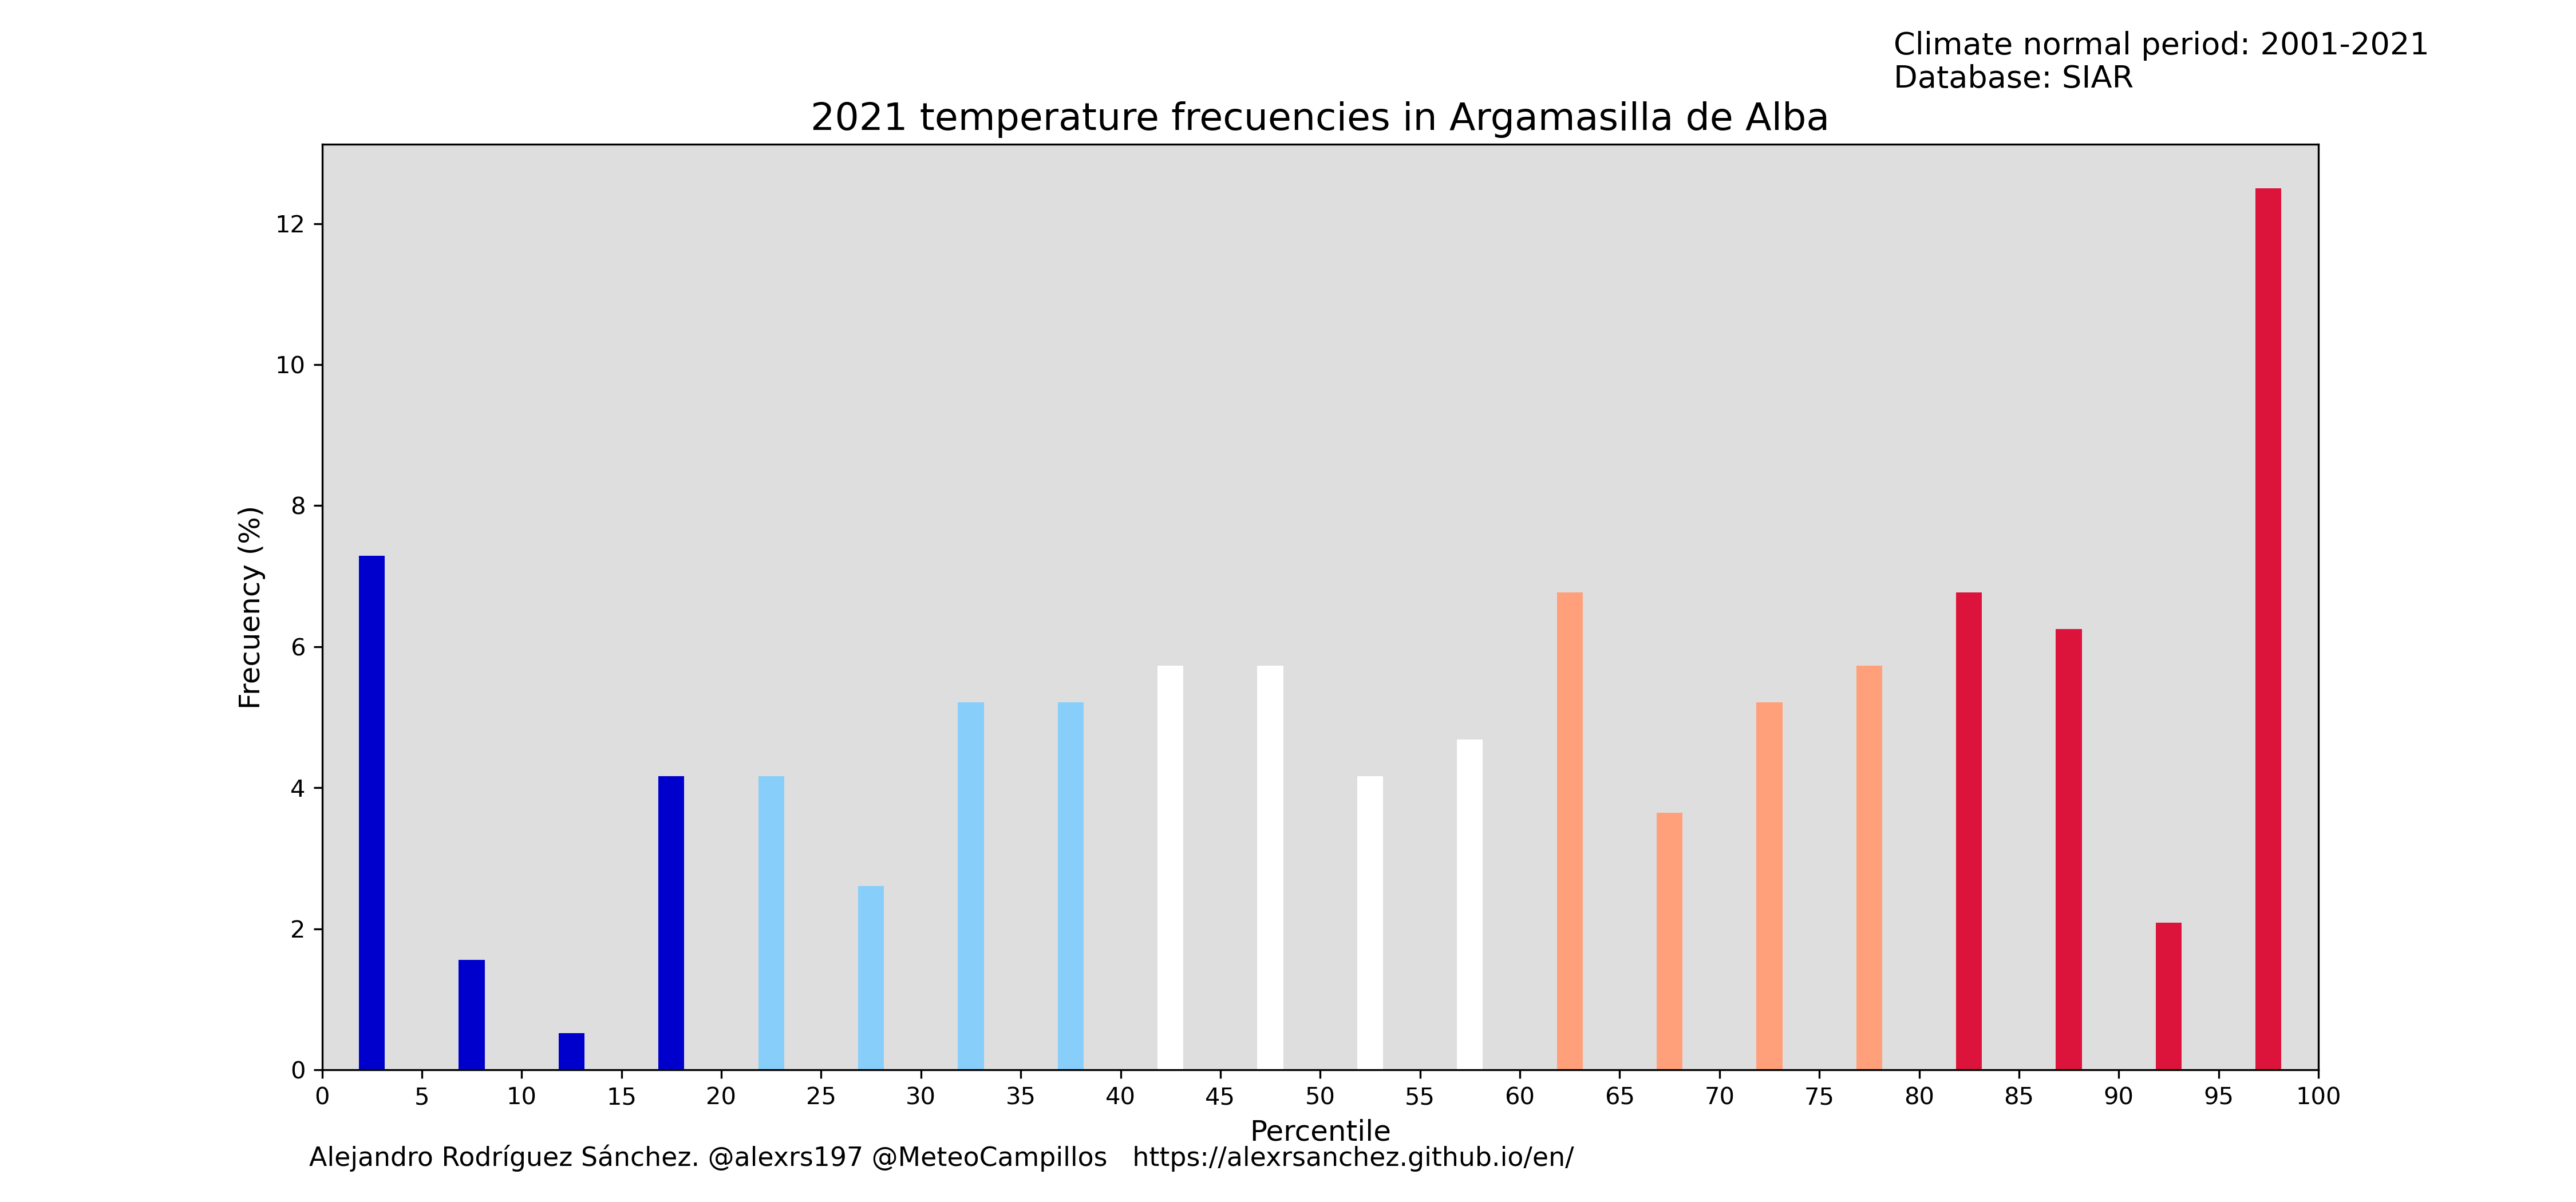 Climate normal period: 2001-2021
Database: SIAR
2021 temperature frecuencies in Argamasilla de Alba
12
10
8
6
4
2
0
Frecuency (%)
0 5 10 15 20 25 30 35 40 45 50 55 60 65 70 75 80 85 90 95 100
Percentile
Alejandro Rodríguez Sánchez. @alexrs197 @MeteoCampillos https://alexrsanchez.github.io/en/